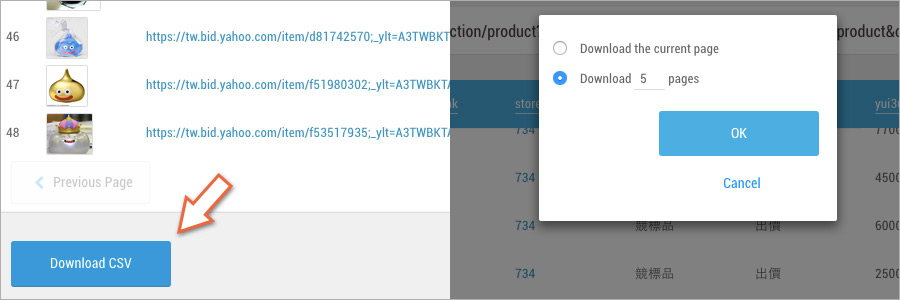 46
https://tw.bid.yahoo.com/item/d81742570;_ylt=A3TWBKT
47
https://tw.bid.yahoo.com/item/f51980302;_ylt=A3TWBKTA
48
https://tw.bid.yahoo.com/item/f53517935;_ylt=A3TWBKTA
Previous Page
Download CSV
ction/product?
product&c
Download the current page
Download 5 pages
OK
Cancel
store
yui3
734
7700
734
4500
734 競標品 出價 6000
734 競標品 出價 2500